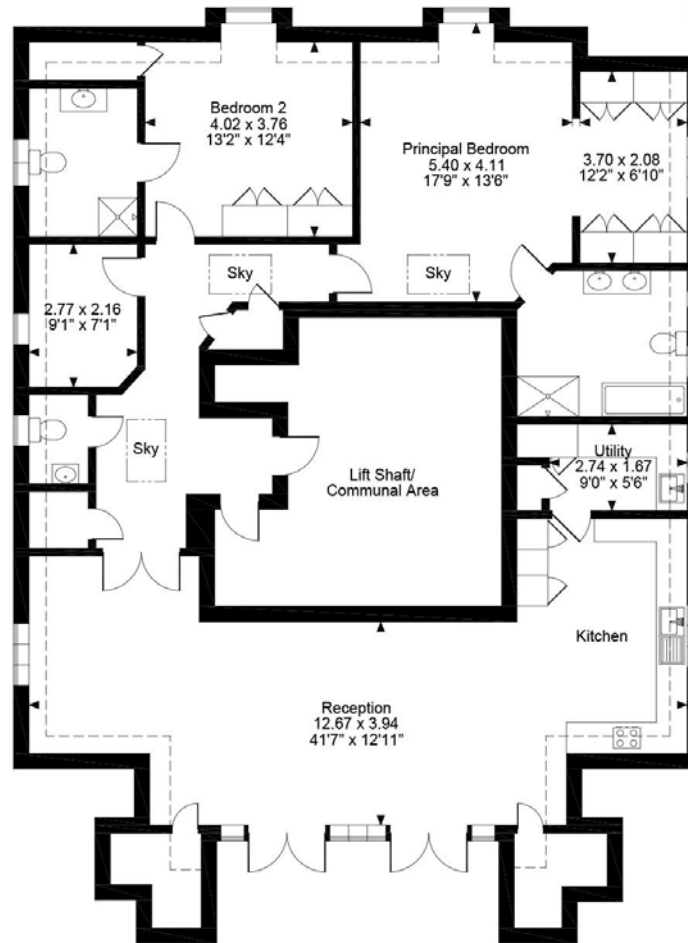 Bedroom 2
4.02 x 3.76
13'2" x 12'4"
Principal Bedroom
5.40 x 4.11
17'9" x 13'6"
3.70 x 2.08
12'2" x 6'10"
Sky
Sky
2.77 x 2.16
9'1" x 7'1"
Sky
Lift Shaft/
Communal Area
Utility
2.74 x 1.67
9'0" x 5'6"
Kitchen
Reception
12.67 x 3.94
41'7" x 12'11"